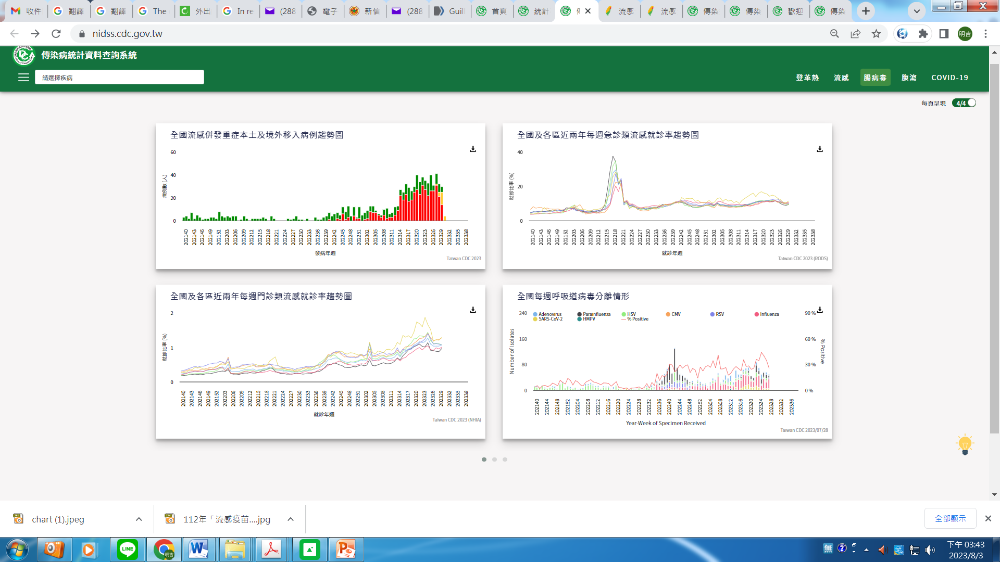 收件
翻譯
翻譯
The
外出
In re
(288
電子
新信
(288
Guil
首頁
統計
流感
流感
傳染
傳染
歡迎
傳染
nidss.cdc.gov.tw
明吉
傳染病統計資料查詢系統
請選擇疾病
登革熱 流感 腸病毒 腹瀉 COVID-19
每頁呈現 4/4
全國流感併發重症本土及境外移入病例趨勢圖
60
40
20
0
病例數 (人)
202140 202143 202146 202149 202152 202203 202206 202209 202212 202215 202218 202221 202224 202227 202230 202233 202236 202239 202242 202245 202248 202251 202302 202305 202308 202311 202314 202317 202320 202323 202326 202329 202332 202335 202338
發病年週
Taiwan CDC 2023
全國及各區近兩年每週急診類流感就診率趨勢圖
40
20
0
就診比率 (%)
202140 202143 202146 202149 202152 202203 202206 202209 202212 202215 202218 202221 202224 202227 202230 202233 202236 202239 202242 202245 202248 202251 202302 202305 202308 202311 202314 202317 202320 202323 202326 202329 202332 202335 202338
就診年週
Taiwan CDC 2023 (RODS)
全國及各區近兩年每週門診類流感就診率趨勢圖
2
1
0
就診比率 (%)
202140 202143 202146 202149 202152 202203 202206 202209 202212 202215 202218 202221 202224 202227 202230 202233 202236 202239 202242 202245 202248 202251 202302 202305 202308 202311 202314 202317 202320 202323 202326 202329 202332 202335 202338
就診年週
Taiwan CDC 2023 (NHIA)
全國每週呼吸道病毒分離情形
Adenovirus Parainfluenza HSV CMV RSV Influenza
SARS-CoV-2 HMPV % Positive
240
160
80
0
Number of Isolates
90 %
60 %
30 %
0 %
% Positive
202140 202144 202148 202152 202204 202208 202212 202216 202220 202224 202228 202232 202236 202240 202244 202248 202252 202304 202308 202312 202316 202320 202324 202328 202332 202336
Year-Week of Specimen Received
Taiwan CDC 2023/07/28
chart (1).jpeg
112年「流感疫苗....jpg
全部顯示
LINE
明吉
無
下午 03:43
2023/8/3